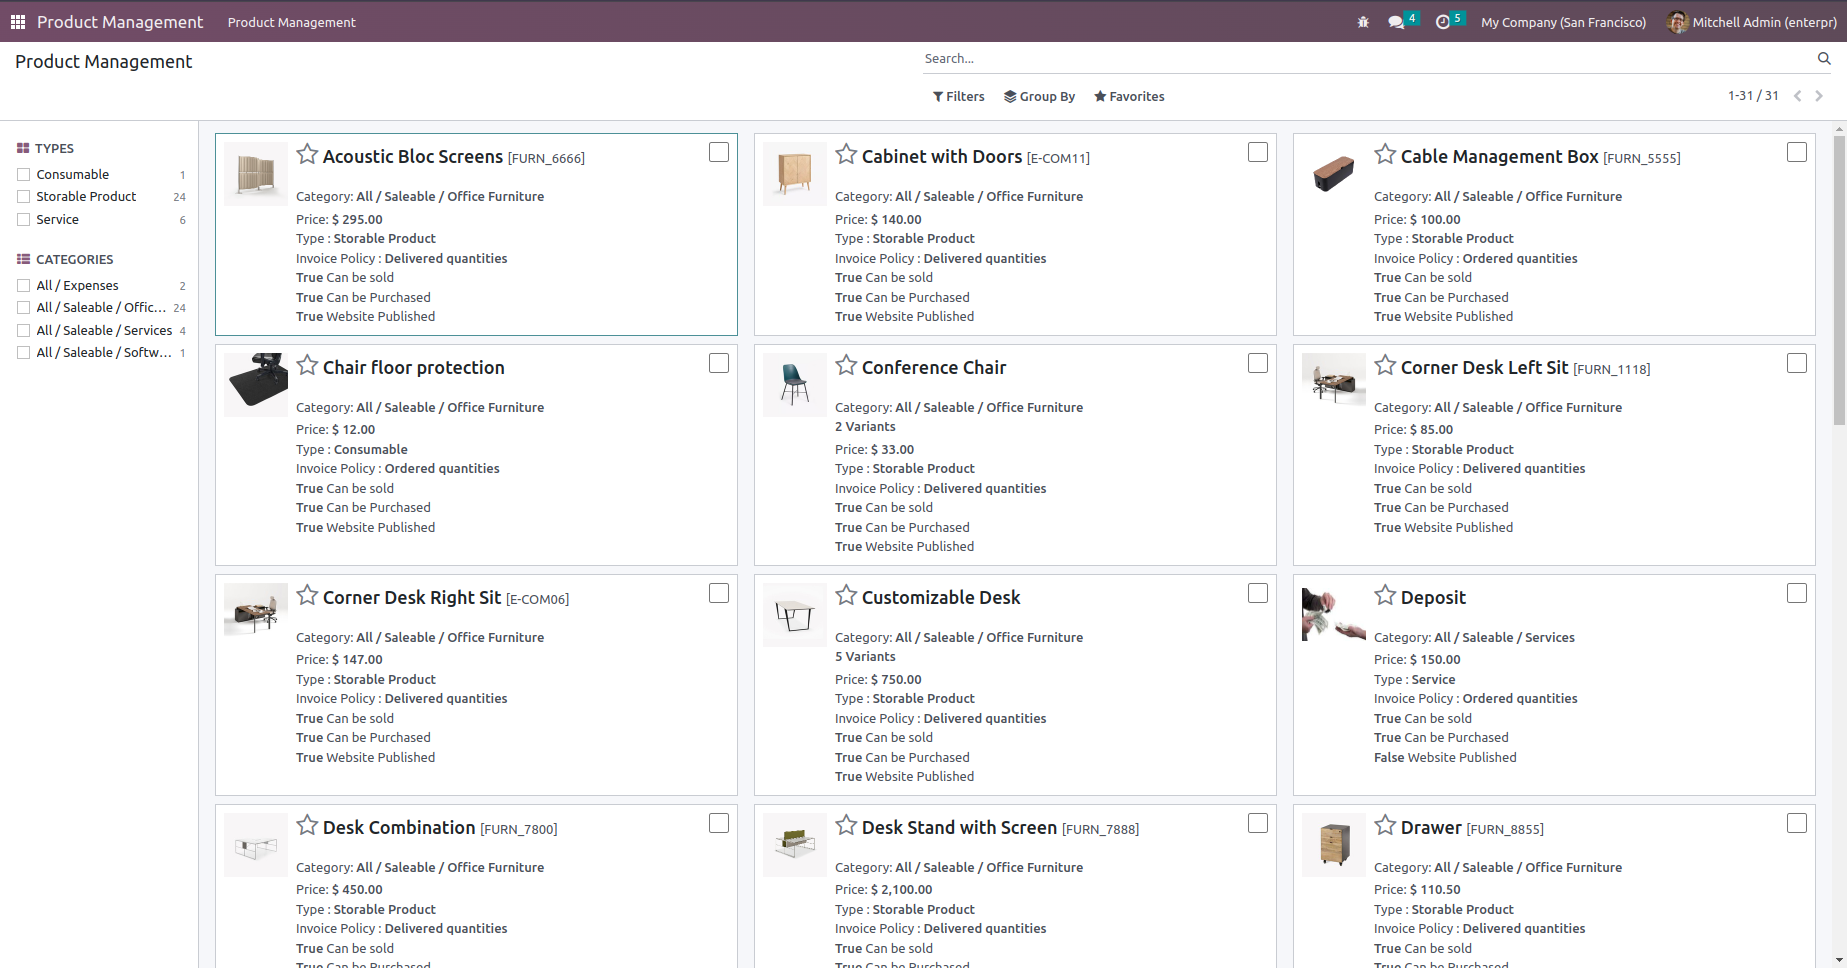 Product Management Product Management 4 5 My Company (San Francisco) Mitchell Admin (enterpr)
Product Management
Search...
Filters Group By Favorites 1-31 / 31
TYPES
Consumable 1
Storable Product 24
Service 6
CATEGORIES
All / Expenses 2
All / Saleable / Offic... 24
All / Saleable / Services 4
All / Saleable / Softw... 1
Acoustic Bloc Screens [FURN_6666]
Category: All / Saleable / Office Furniture
Price: $ 295.00
Type : Storable Product
Invoice Policy : Delivered quantities
True Can be sold
True Can be Purchased
True Website Published
Cabinet with Doors [E-COM11]
Category: All / Saleable / Office Furniture
Price: $ 140.00
Type : Storable Product
Invoice Policy : Delivered quantities
True Can be sold
True Can be Purchased
True Website Published
Cable Management Box [FURN_5555]
Category: All / Saleable / Office Furniture
Price: $ 100.00
Type : Storable Product
Invoice Policy : Ordered quantities
True Can be sold
True Can be Purchased
True Website Published
Chair floor protection
Category: All / Saleable / Office Furniture
Price: $ 12.00
Type : Consumable
Invoice Policy : Ordered quantities
True Can be sold
True Can be Purchased
True Website Published
Conference Chair
Category: All / Saleable / Office Furniture
2 Variants
Price: $ 33.00
Type : Storable Product
Invoice Policy : Delivered quantities
True Can be sold
True Can be Purchased
True Website Published
Corner Desk Left Sit [FURN_1118]
Category: All / Saleable / Office Furniture
Price: $ 85.00
Type : Storable Product
Invoice Policy : Delivered quantities
True Can be sold
True Can be Purchased
True Website Published
Corner Desk Right Sit [E-COM06]
Category: All / Saleable / Office Furniture
Price: $ 147.00
Type : Storable Product
Invoice Policy : Delivered quantities
True Can be sold
True Can be Purchased
True Website Published
Customizable Desk
Category: All / Saleable / Office Furniture
5 Variants
Price: $ 750.00
Type : Storable Product
Invoice Policy : Delivered quantities
True Can be sold
True Can be Purchased
True Website Published
Deposit
Category: All / Saleable / Services
Price: $ 150.00
Type : Service
Invoice Policy : Ordered quantities
True Can be sold
True Can be Purchased
False Website Published
Desk Combination [FURN_7800]
Category: All / Saleable / Office Furniture
Price: $ 450.00
Type : Storable Product
Invoice Policy : Delivered quantities
True Can be sold
True Can be Purchased
Desk Stand with Screen [FURN_7888]
Category: All / Saleable / Office Furniture
Price: $ 2,100.00
Type : Storable Product
Invoice Policy : Delivered quantities
True Can be sold
True Can be Purchased
Drawer [FURN_8855]
Category: All / Saleable / Office Furniture
Price: $ 110.50
Type : Storable Product
Invoice Policy : Delivered quantities
True Can be sold
True Can be Purchased